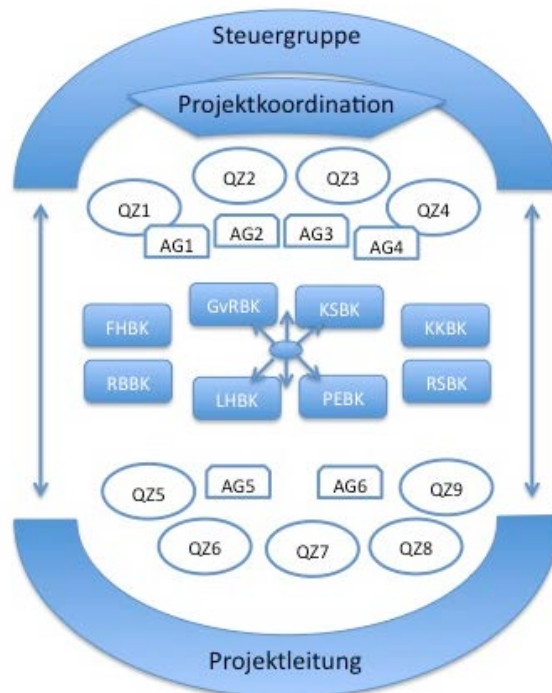 Steuergruppe
Projektkoordination
QZ2 QZ3
QZ1 QZ4
AG1 AG2 AG3 AG4
GvRBK KSBK
FHBK KKBK
RBBK RSBK
LHBK PEBK
QZ5 AG5 AG6 QZ9
QZ6 QZ7 QZ8
Projektleitung